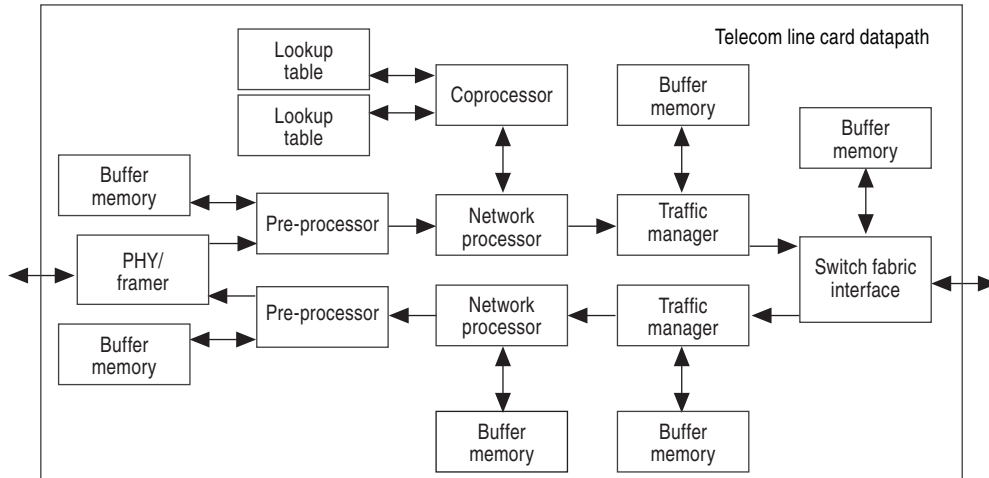 Telecom line card datapath
Lookup
table
Lookup
table
Coprocessor
Buffer
memory
Buffer
memory
Buffer
memory
Pre-processor
Network
processor
Traffic
manager
PHY/
framer
Switch fabric
interface
Pre-processor
Network
processor
Traffic
manager
Buffer
memory
Buffer
memory
Buffer
memory